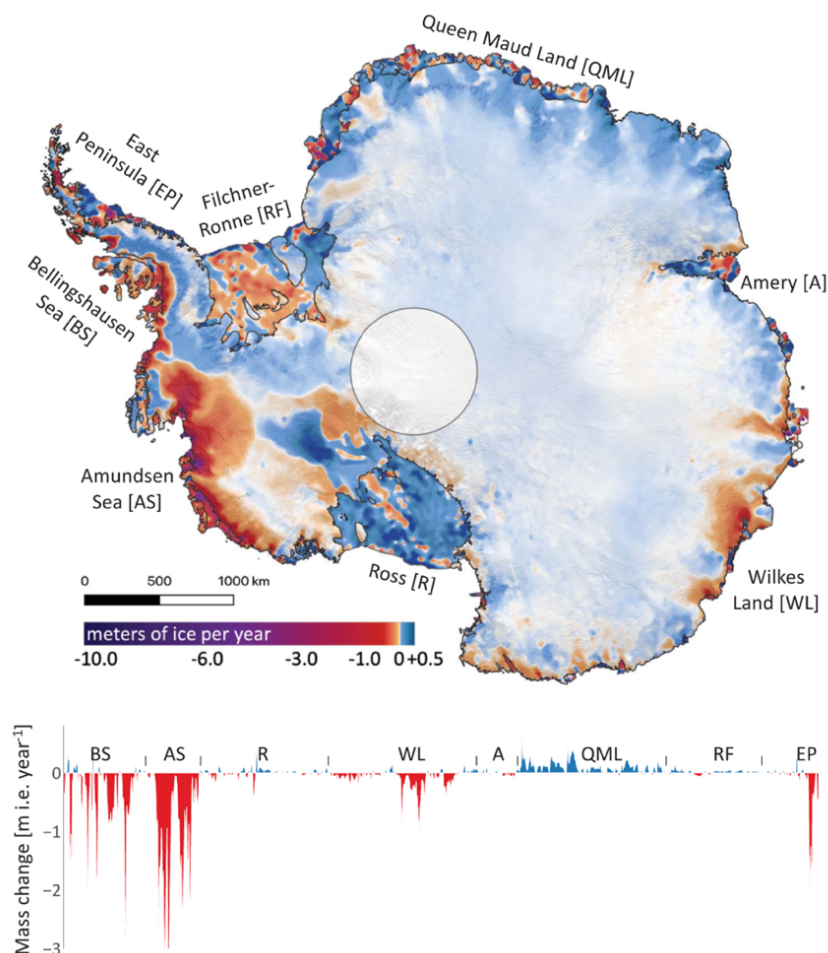 Queen Maud Land [QML]
East
Peninsula [EP]
Filchner-
Ronne [RF]
Bellingshausen
Sea [BS]
Amery [A]
Amundsen
Sea [AS]
Ross [R]
Wilkes
Land [WL]
0 500 1000 km
meters of ice per year
-10.0 -6.0 -3.0 -1.0 0 +0.5
Mass change [m i.e. year-1]
BS AS R WL A QML RF EP
0
−1
−2
−3